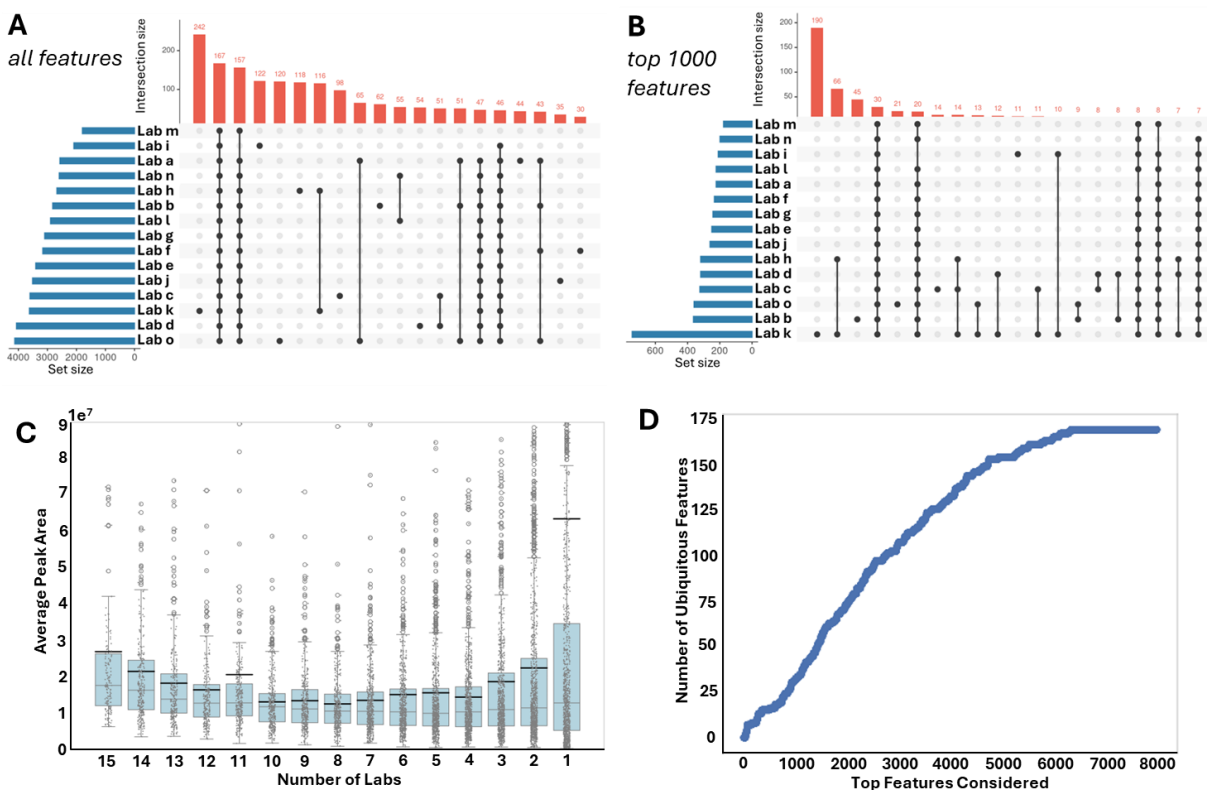 A
all features
Intersection size
200
100
242
167
157
122
120
118
116
98
65
62
55
54
51
51
47
46
44
43
35
30
Lab m
Lab i
Lab a
Lab n
Lab h
Lab b
Lab l
Lab g
Lab f
Lab e
Lab j
Lab c
Lab k
Lab d
Lab o
4000 3000 2000 1000 0
Set size
B
top 1000
features
Intersection size
200
150
100
50
190
66
45
30
21
20
14
14
13
12
11
11
10
9
8
8
8
8
7
7
Lab m
Lab n
Lab i
Lab l
Lab a
Lab f
Lab g
Lab e
Lab j
Lab h
Lab d
Lab c
Lab o
Lab b
Lab k
600 400 200 0
Set size
C
1e⁷
Average Peak Area
9
8
7
6
5
4
3
2
1
0
15 14 13 12 11 10 9 8 7 6 5 4 3 2 1
Number of Labs
D
Number of Ubiquitous Features
175
150
125
100
75
50
25
0
0 1000 2000 3000 4000 5000 6000 7000 8000
Top Features Considered